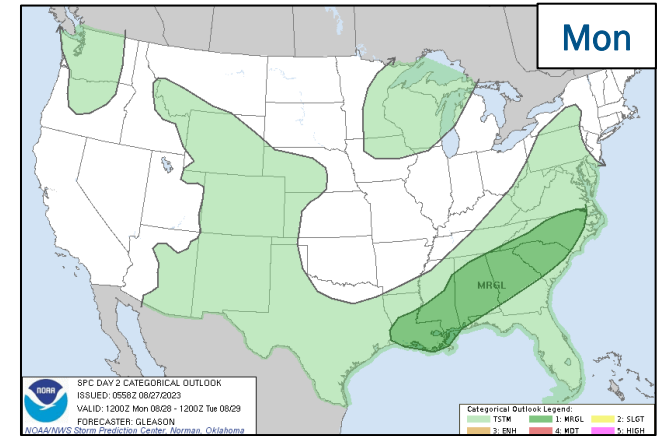 Mon
MRGL
NOAA
SPC DAY 2 CATEGORICAL OUTLOOK
ISSUED: 0558Z 08/27/2023
VALID: 1200Z Mon 08/28 - 1200Z Tue 08/29
FORECASTER: GLEASON
NOAA/NWS Storm Prediction Center, Norman, Oklahoma
Categorical Outlook Legend:
TSTM 1: MRGL 2: SLGT
3: ENH 4: MDT 5: HIGH